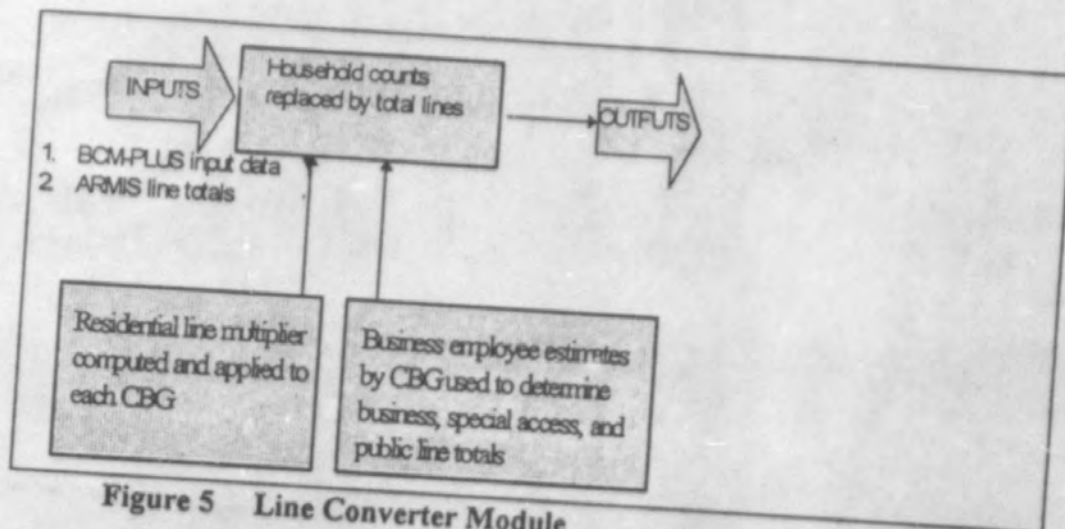 INPUTS
Household counts
replaced by total lines
OUTPUTS
1. BCM-PLUS input data
2 ARMIS line totals
Residential line multiplier
computed and applied to
each CBG
Business employee estimates
by CBG used to determine
business, special access, and
public line totals
Figure 5 Line Converter Module